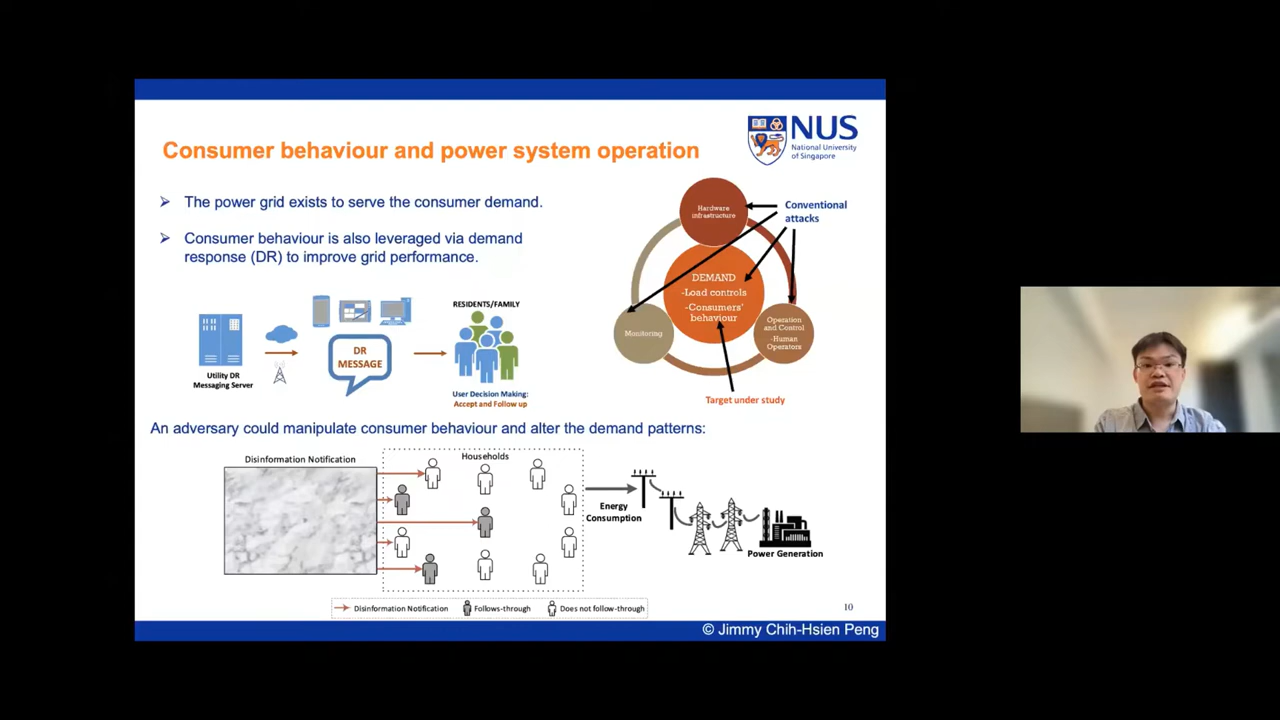 NUS
National University
of Singapore
Consumer behaviour and power system operation
➢ The power grid exists to serve the consumer demand.
➢ Consumer behaviour is also leveraged via demand
response (DR) to improve grid performance.
Hardware
infrastructure
Conventional
attacks
DEMAND
-Load controls
-Consumers'
behaviour
Monitoring
Operation
and Control
-Human
Operators
Target under study
Utility DR
Messaging Server
DR
MESSAGE
RESIDENTS/FAMILY
User Decision Making:
Accept and Follow up
An adversary could manipulate consumer behaviour and alter the demand patterns:
Disinformation Notification
Households
Energy
Consumption
Power Generation
Disinformation Notification
Follows-through
Does not follow-through
10
© Jimmy Chih-Hsien Peng